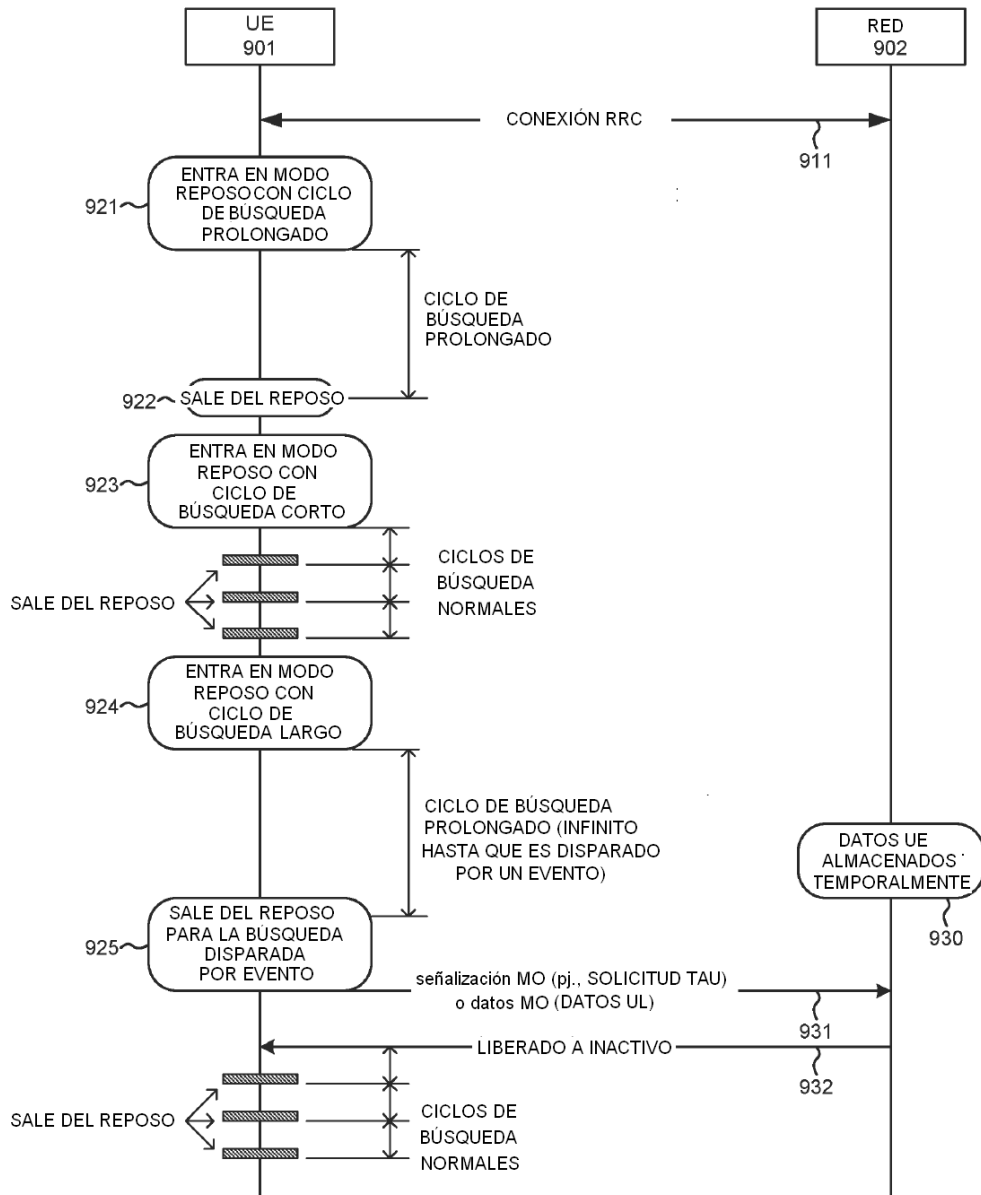 UE
901
RED
902
CONEXIÓN RRC
911
ENTRA EN MODO
REPOSO CON CICLO
DE BÚSQUEDA
PROLONGADO
921
CICLO DE
BÚSQUEDA
PROLONGADO
922
SALE DEL REPOSO
ENTRA EN MODO
REPOSO CON
CICLO DE
BÚSQUEDA CORTO
923
CICLOS DE
BÚSQUEDA
NORMALES
SALE DEL REPOSO
ENTRA EN MODO
REPOSO CON
CICLO DE
BÚSQUEDA LARGO
924
CICLO DE BÚSQUEDA
PROLONGADO (INFINITO
HASTA QUE ES DISPARADO
POR UN EVENTO)
DATOS UE
ALMACENADOS
TEMPORALMENTE
930
SALE DEL REPOSO
PARA LA BÚSQUEDA
DISPARADA
POR EVENTO
925
señalización MO (pj., SOLICITUD TAU)
o datos MO (DATOS UL)
931
LIBERADO A INACTIVO
932
SALE DEL REPOSO
CICLOS DE
BÚSQUEDA
NORMALES